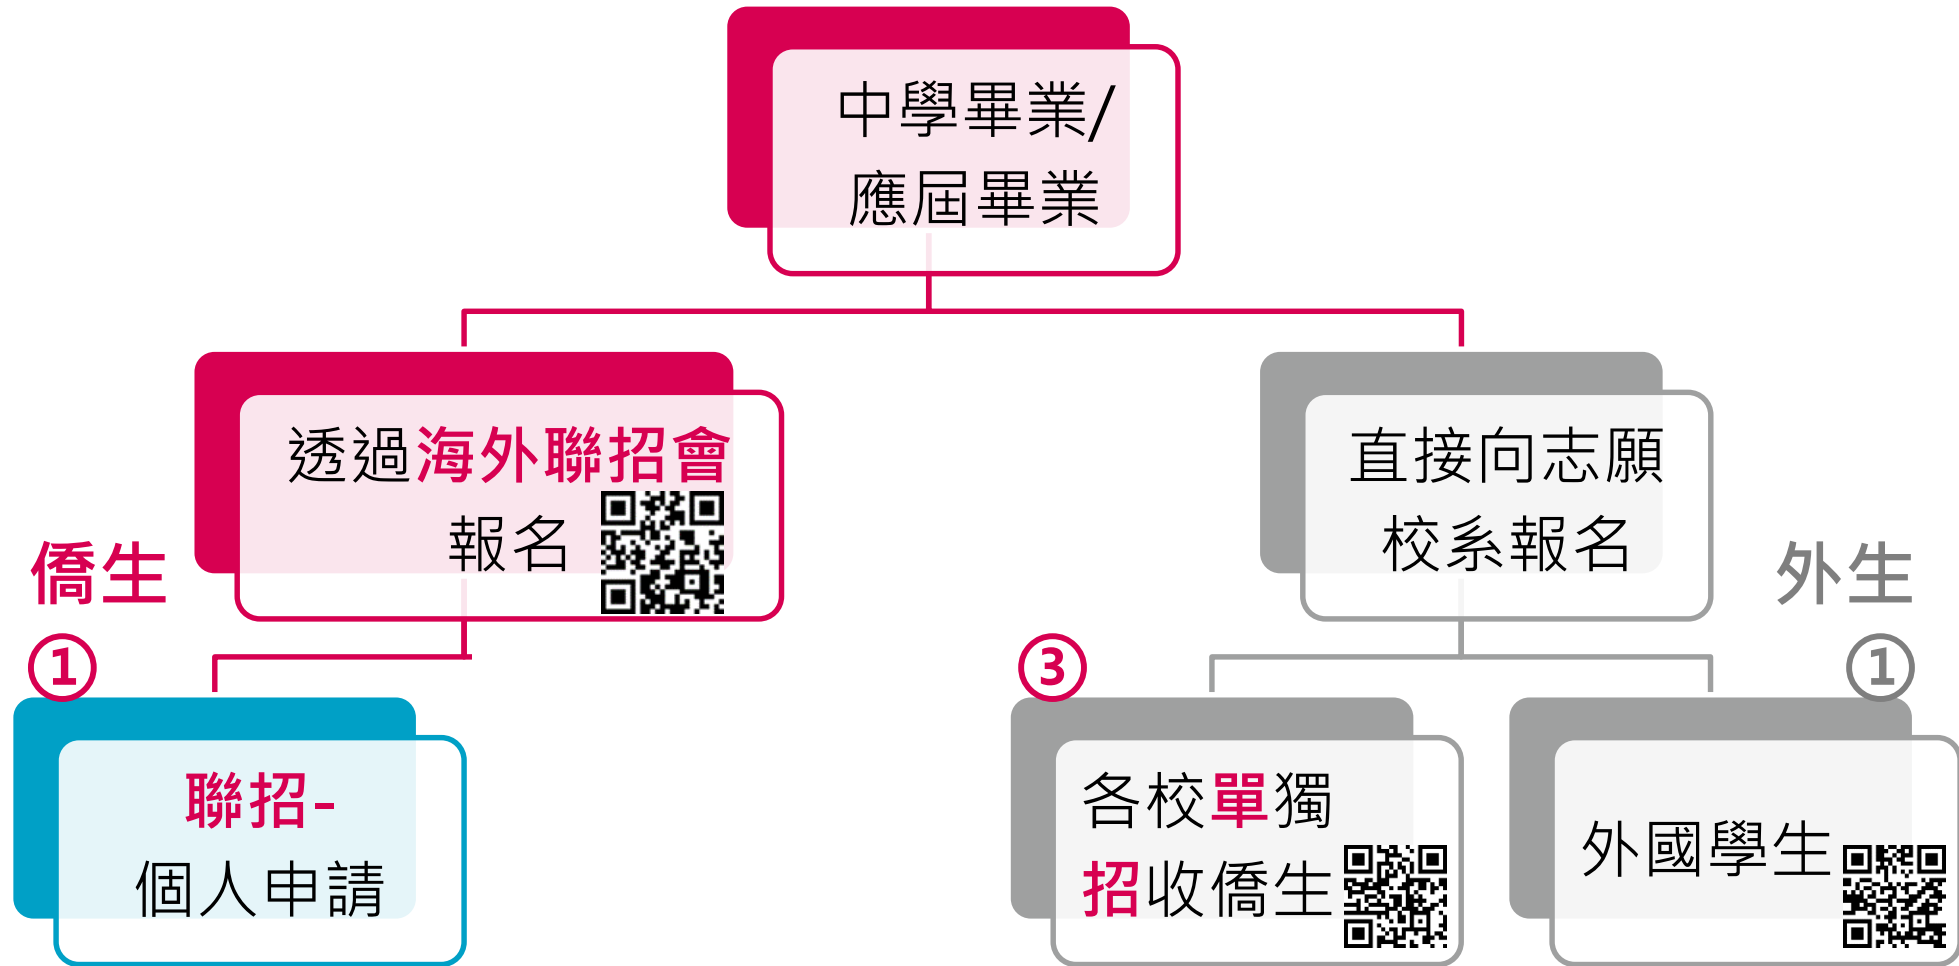 中學畢業/
應屆畢業
透過海外聯招會
報名
直接向志願
校系報名
僑生
外生
①
聯招-
個人申請
③
各校單獨
招收僑生
①
外國學生